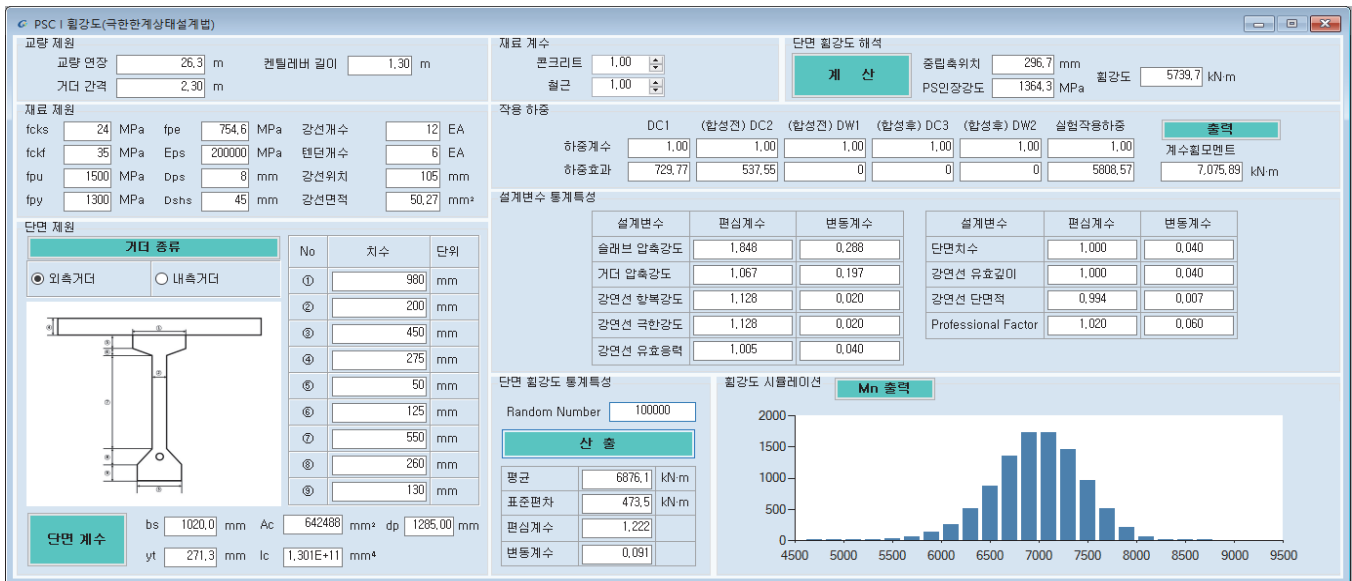 PSC I 휨강도(극한한계상태설계법)
교량 제원
교량 연장 26.3 m 켄틸레버 길이 1.30 m
거더 간격 2.30 m
재료 제원
fcks 24 MPa fpe 754.6 MPa 강선개수 12 EA
fckf 35 MPa Eps 200000 MPa 텐던개수 6 EA
fpu 1500 MPa Dps 8 mm 강선위치 105 mm
fpy 1300 MPa Dshs 45 mm 강선면적 50.27 mm²
단면 제원
거더 종류
외측거더 내측거더
No 치수 단위
① 980 mm
② 200 mm
③ 450 mm
④ 275 mm
⑤ 50 mm
⑥ 125 mm
⑦ 550 mm
⑧ 260 mm
⑨ 130 mm
단면 계수
bs 1020.0 mm Ac 642488 mm² dp 1285.00 mm
yt 271.3 mm Ic 1.301E+11 mm⁴
재료 계수
콘크리트 1.00
철근 1.00
단면 휨강도 해석
계 산
중립축위치 296.7 mm
PS인장강도 1364.3 MPa
휨강도 5739.7 kN·m
작용 하중
DC1 (합성전) DC2 (합성전) DW1 (합성후) DC3 (합성후) DW2 실험작용하중
하중계수 1.00 1.00 1.00 1.00 1.00 1.00
하중효과 729.77 537.55 0 0 0 5808.57
출력
계수휨모멘트
7,075.89 kN·m
설계변수 통계특성
설계변수 편심계수 변동계수
슬래브 압축강도 1.848 0.288
거더 압축강도 1.067 0.197
강연선 항복강도 1.128 0.020
강연선 극한강도 1.128 0.020
강연선 유효응력 1.005 0.040
설계변수 편심계수 변동계수
단면치수 1.000 0.040
강연선 유효깊이 1.000 0.040
강연선 단면적 0.994 0.007
Professional Factor 1.020 0.060
단면 휨강도 통계특성
Random Number 100000
산 출
평균 6876.1 kN·m
표준편차 473.5 kN·m
편심계수 1.222
변동계수 0.091
휨강도 시뮬레이션
Mn 출력
2000
1500
1000
500
0
4500 5000 5500 6000 6500 7000 7500 8000 8500 9000 9500